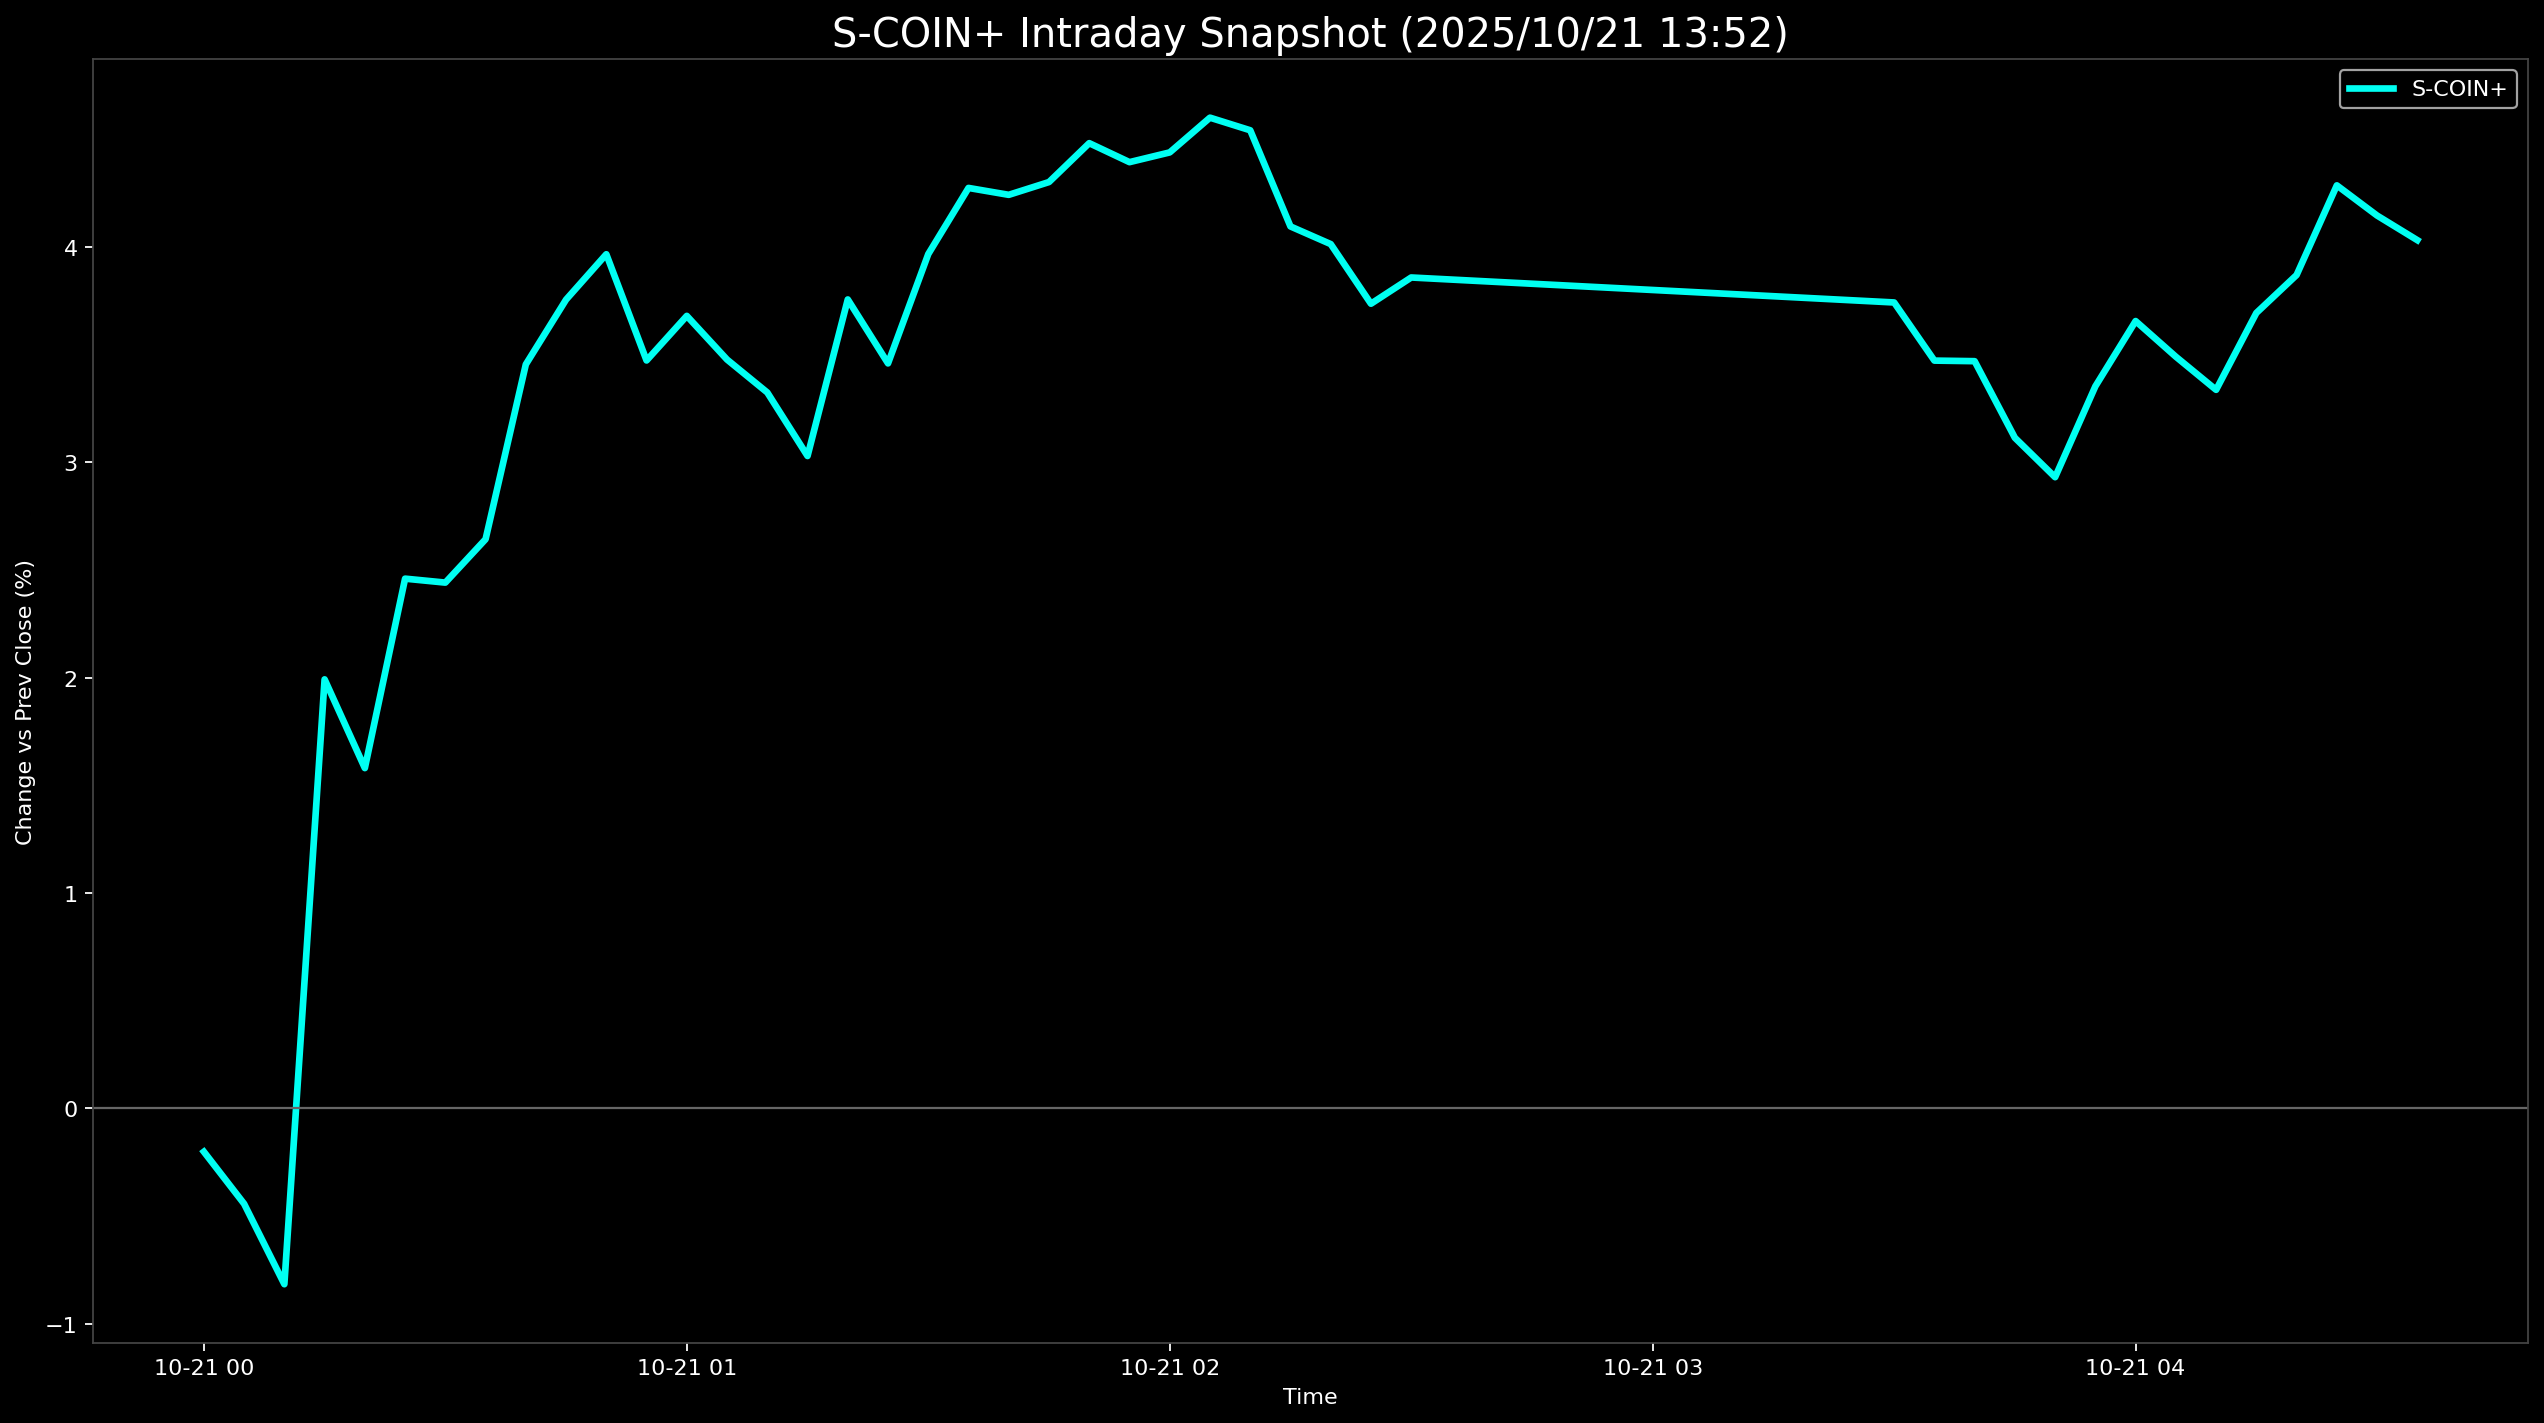 S-COIN+ Intraday Snapshot (2025/10/21 13:52)
S-COIN+
Change vs Prev Close (%)
4
3
2
1
0
−1
10-21 00
10-21 01
10-21 02
10-21 03
10-21 04
Time